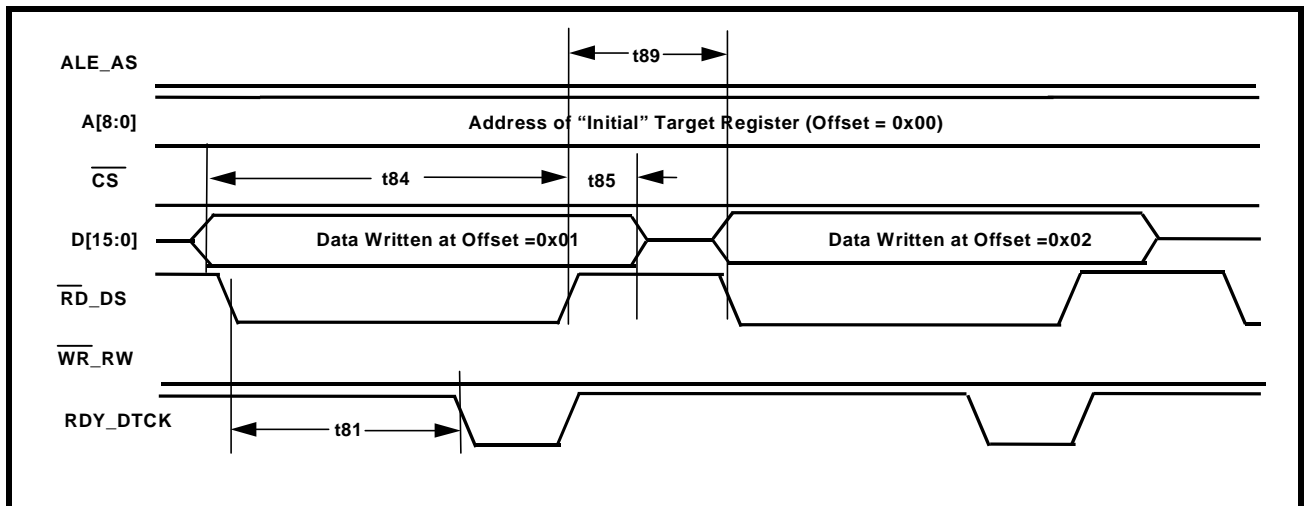 t89
ALE_AS
A[8:0]
Address of “Initial” Target Register (Offset = 0x00)
CS
t84
t85
D[15:0]
Data Written at Offset =0x01
Data Written at Offset =0x02
RD_DS
WR_RW
RDY_DTCK
t81